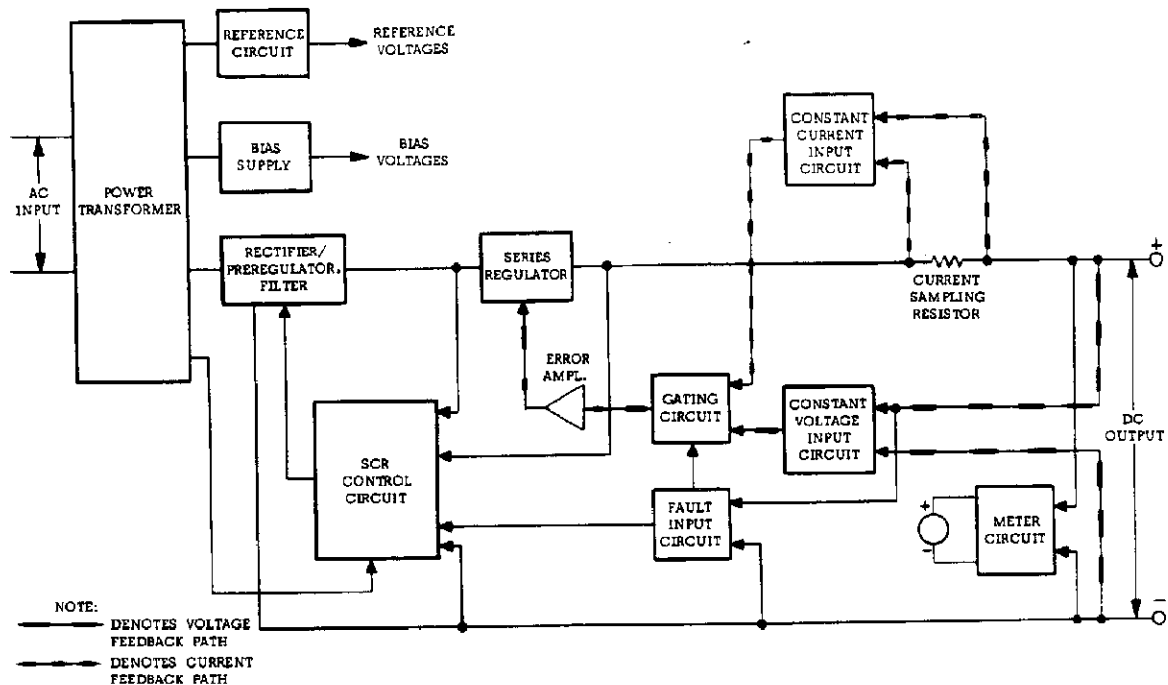 REFERENCE
CIRCUIT
REFERENCE
VOLTAGES
BIAS
SUPPLY
BIAS
VOLTAGES
AC
INPUT
POWER
TRANSFORMER
CONSTANT
CURRENT
INPUT
CIRCUIT
RECTIFIER/
PREREGULATOR,
FILTER
SERIES
REGULATOR
+
CURRENT
SAMPLING
RESISTOR
ERROR
AMPL.
GATING
CIRCUIT
CONSTANT
VOLTAGE
INPUT
CIRCUIT
DC
OUTPUT
SCR
CONTROL
CIRCUIT
FAULT
INPUT
CIRCUIT
+
-
METER
CIRCUIT
-
NOTE:
DENOTES VOLTAGE
FEEDBACK PATH
DENOTES CURRENT
FEEDBACK PATH